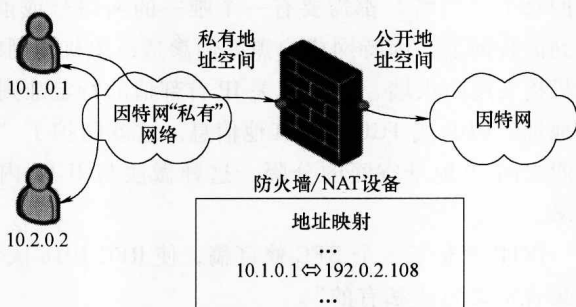 私有地
址空间
公开地
址空间
10.1.0.1
因特网“私有”
网络
因特网
10.2.0.2
防火墙/NAT设备
地址映射
10.1.0.1⇔192.0.2.108
...